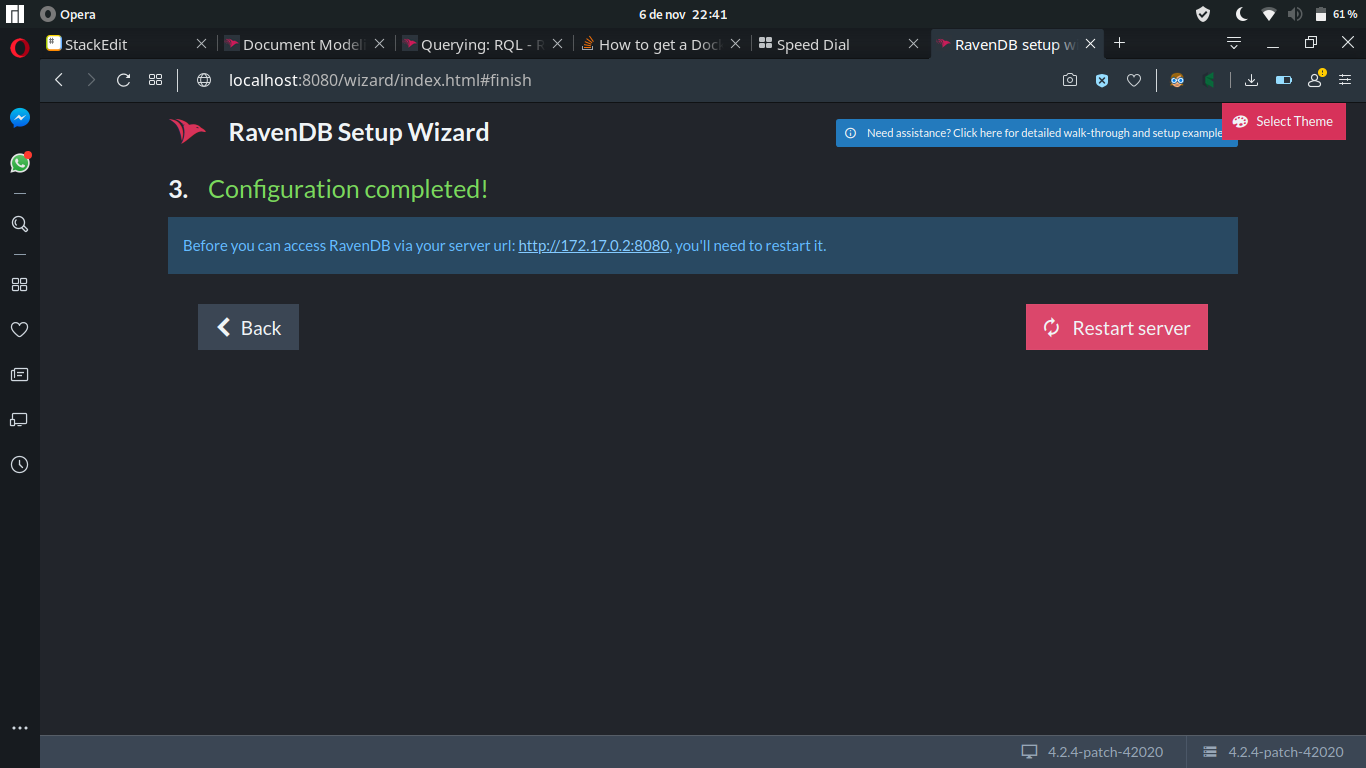 Opera
6 de nov 22:41
61 %
StackEdit
Document Model
Querying: RQL - R
How to get a Doc
Speed Dial
RavenDB setup w
localhost:8080/wizard/index.html#finish
RavenDB Setup Wizard
Need assistance? Click here for detailed walk-through and setup example
Select Theme
3. Configuration completed!
Before you can access RavenDB via your server url: http://172.17.0.2:8080, you'll need to restart it.
Back
Restart server
4.2.4-patch-42020
4.2.4-patch-42020